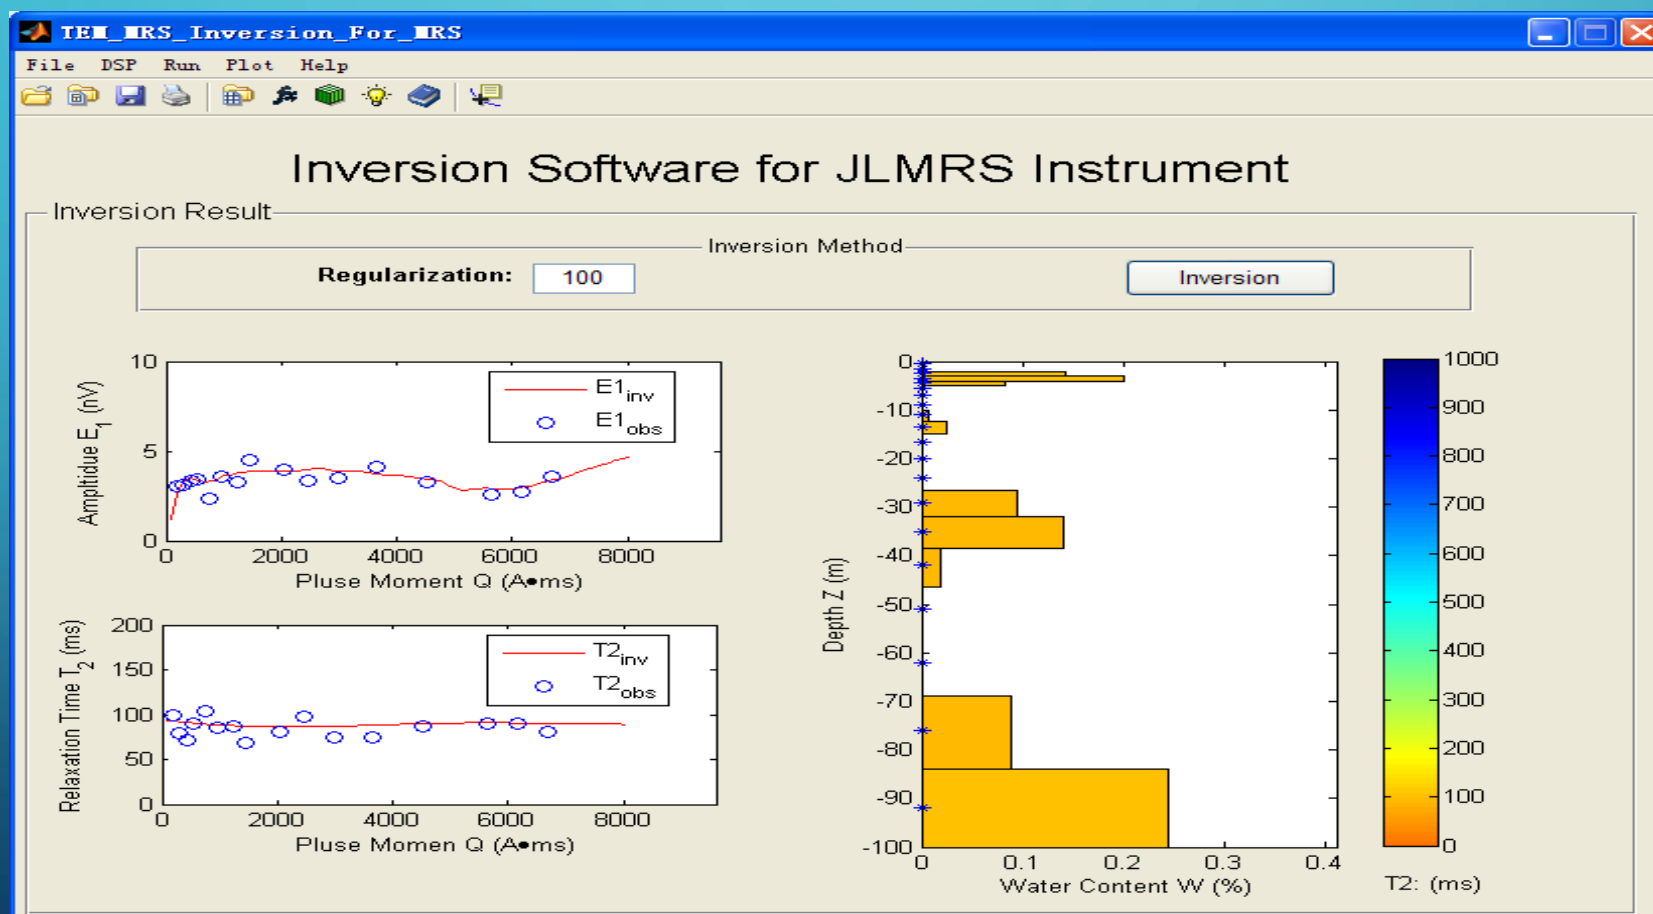 TEM_MRS_Inversion_For_MRS
File DSP Run Plot Help
Inversion Software for JLMRS Instrument
Inversion Result
Inversion Method
Regularization: 100 Inversion
Ampltidue E1 (nV)
10
5
0
E1inv
E1obs
0 2000 4000 6000 8000
Pluse Moment Q (A•ms)
Relaxation Time T2 (ms)
200
150
100
50
0
T2inv
T2obs
0 2000 4000 6000 8000
Pluse Momen Q (A•ms)
Depth Z (m)
0
-10
-20
-30
-40
-50
-60
-70
-80
-90
-100
0 0.1 0.2 0.3 0.4
Water Content W (%)
1000
900
800
700
600
500
400
300
200
100
0
T2: (ms)